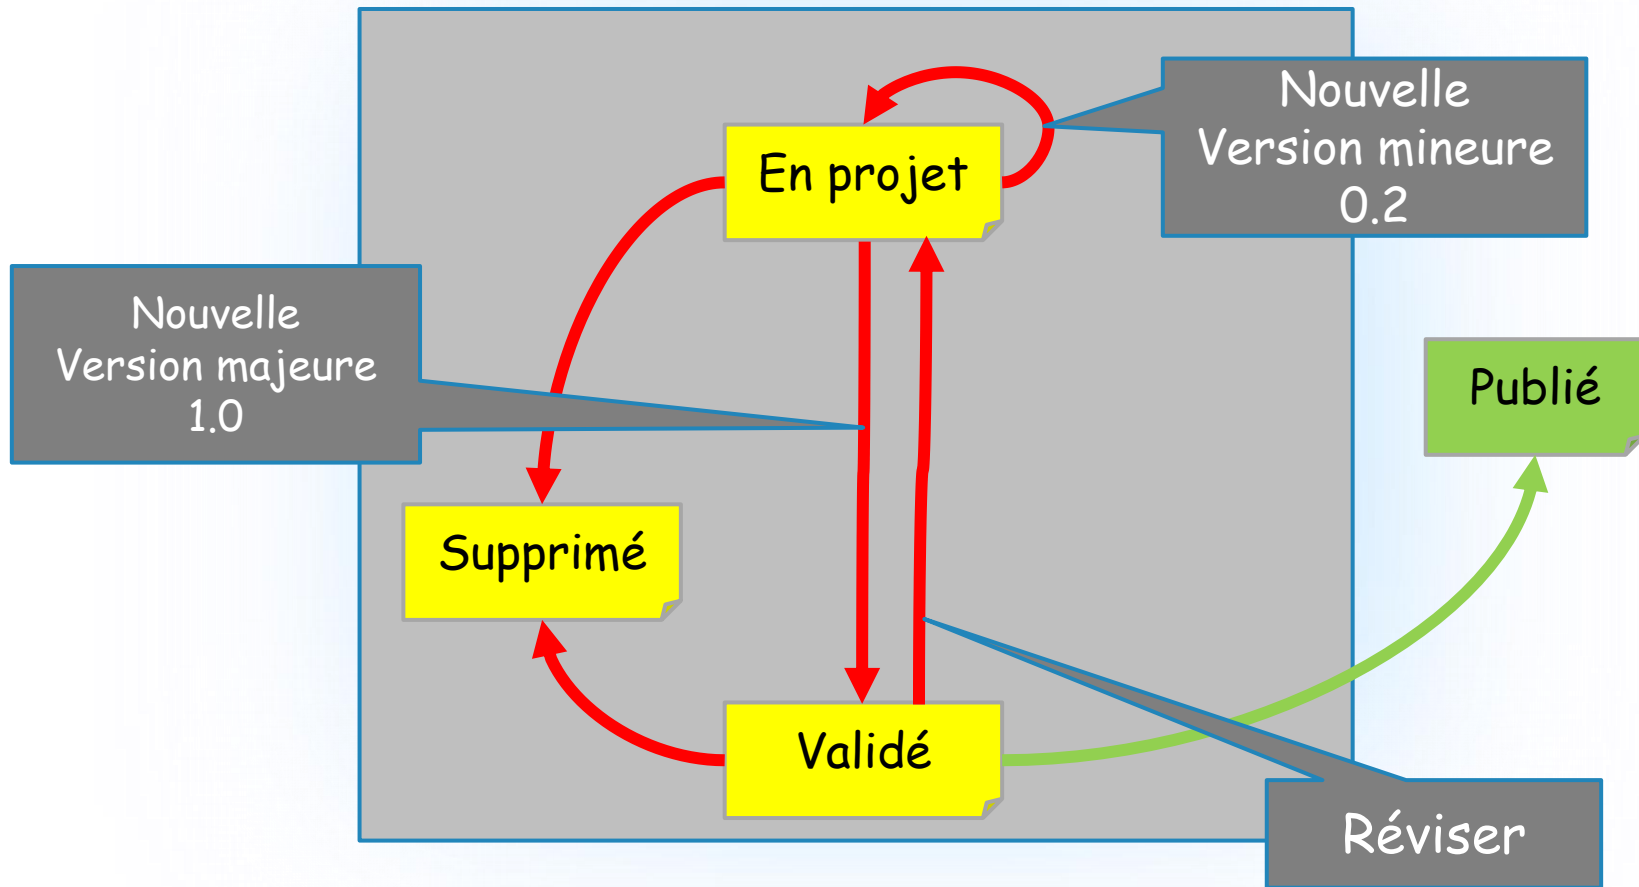 Nouvelle
Version mineure
0.2
En projet
Nouvelle
Version majeure
1.0
Publié
Supprimé
Validé
Réviser